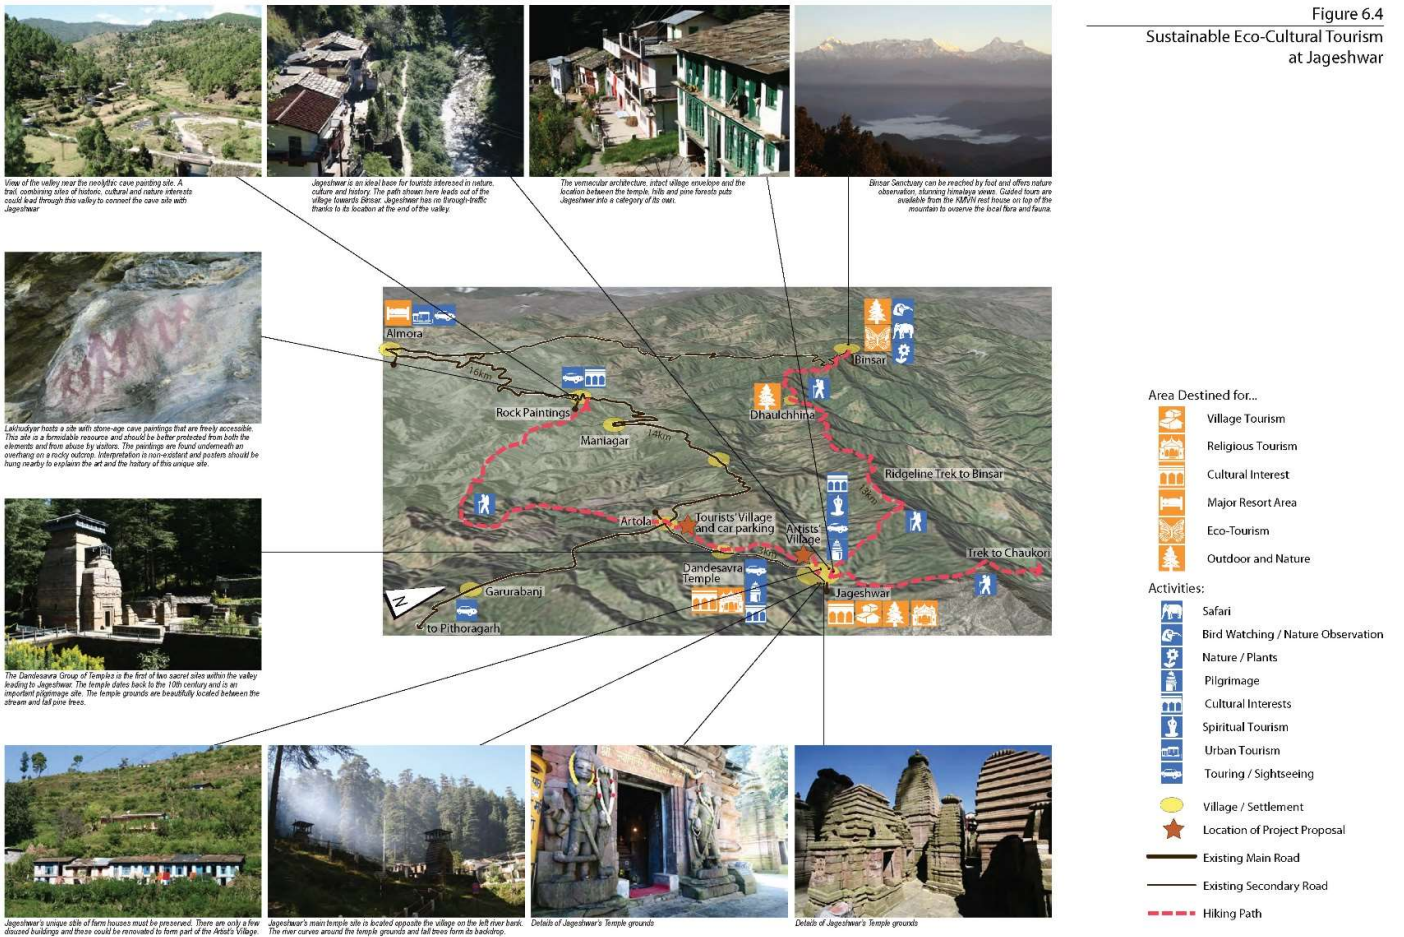 Figure 6.4
Sustainable Eco-Cultural Tourism
at Jageshwar
View of the valley near the neolythic cave painting site. A
trail, combining sites of historic, cultural and nature interests
could lead through this valley to connect the cave site with
Jageshwar
Jageshwar is an ideal base for tourists interesed in nature,
culture and history. The path shown here leads out of the
village towards Binsar. Jageshwar has no through-traffic
thanks to its location at the end of the valley.
The vernacular architecture, intact village envelope and the
location between the temple, hills and pine forests puts
Jageshwar into a category of its own.
Binsar Sanctuary can be reached by foot and offers nature
observation, stunning himalaya views. Guided tours are
available from the KMVN rest house on top of the
mountain to ovserve the local flora and fauna.
Lakhudiyar hosts a site with stone-age cave paintings that are freely accessible.
This site is a formidable resource and should be better protected from both the
elements and from abuse by visitors. The paintings are found underneath an
overhang on a rocky outcrop. Interpretation is non-existent and posters should be
hung nearby to explainn the art and the history of this unique site.
The Dandesavra Group of Temples is the first of two sacret sites within the valley
leading to Jageshwar. The temple dates back to the 10th century and is an
important pilgrimage site. The temple grounds are beautifully located between the
stream and tall pine trees.
Almora
16km
Rock Paintings
Maniagar
14km
Binsar
Dhaulchhina
Ridgeline Trek to Binsar
Artola
Tourists' Village
and car parking
Artists'
Village
3km
Trek to Chaukori
Dandesavra
Temple
Jageshwar
Garurabanj
to Pithoragarh
N
Area Destined for...
Village Tourism
Religious Tourism
Cultural Interest
Major Resort Area
Eco-Tourism
Outdoor and Nature
Activities:
Safari
Bird Watching / Nature Observation
Nature / Plants
Pilgrimage
Cultural Interests
Spiritual Tourism
Urban Tourism
Touring / Sightseeing
Village / Settlement
Location of Project Proposal
Existing Main Road
Existing Secondary Road
Hiking Path
Jageshwar's unique stile of farm houses must be preserved. There are only a few
disused buildings and these could be renovated to form part of the Artist's Village.
Jageshwar's main temple site is located opposite the village on the left river bank.
The river curves around the temple grounds and tall trees form its backdrop.
Details of Jageshwar's Temple grounds
Details of Jageshwar's Temple grounds